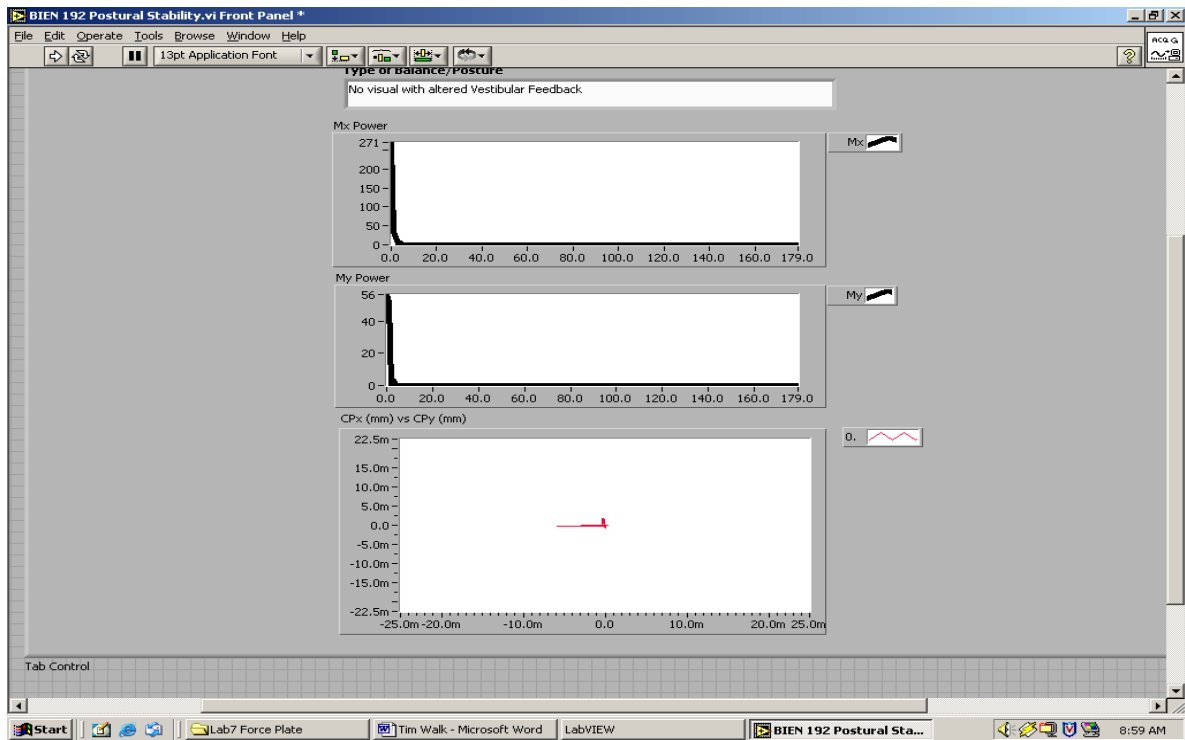 BIEN 192 Postural Stability.vi Front Panel *
File Edit Operate Tools Browse Window Help
13pt Application Font
ACQ G
Type of Balance/Posture
No visual with altered Vestibular Feedback
Mx Power
Mx
271
200
150
100
50
0
0.0 20.0 40.0 60.0 80.0 100.0 120.0 140.0 160.0 179.0
My Power
My
56
40
20
0
0.0 20.0 40.0 60.0 80.0 100.0 120.0 140.0 160.0 179.0
CPx (mm) vs CPy (mm)
0.
22.5m
15.0m
10.0m
5.0m
0.0
-5.0m
-10.0m
-15.0m
-22.5m
-25.0m -20.0m -10.0m 0.0 10.0m 20.0m 25.0m
Tab Control
Start Lab7 Force Plate Tim Walk - Microsoft Word LabVIEW BIEN 192 Postural Sta... 8:59 AM